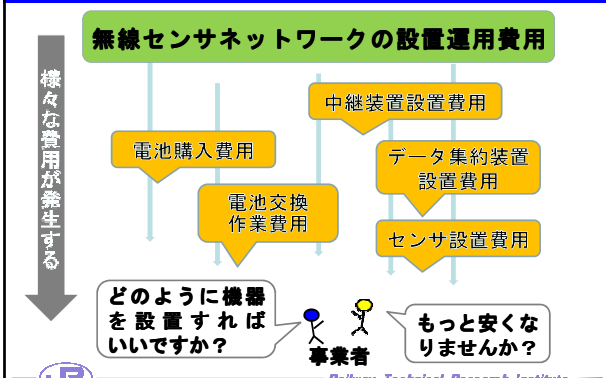 無線センサネットワークの設置運用費用
様々な費用が発生する
中継装置設置費用
電池購入費用
データ集約装置
設置費用
電池交換
作業費用
センサ設置費用
どのように機器
を設置すれば
いいですか？
もっと安くな
りませんか？
事業者
Railway Technical Research Institute